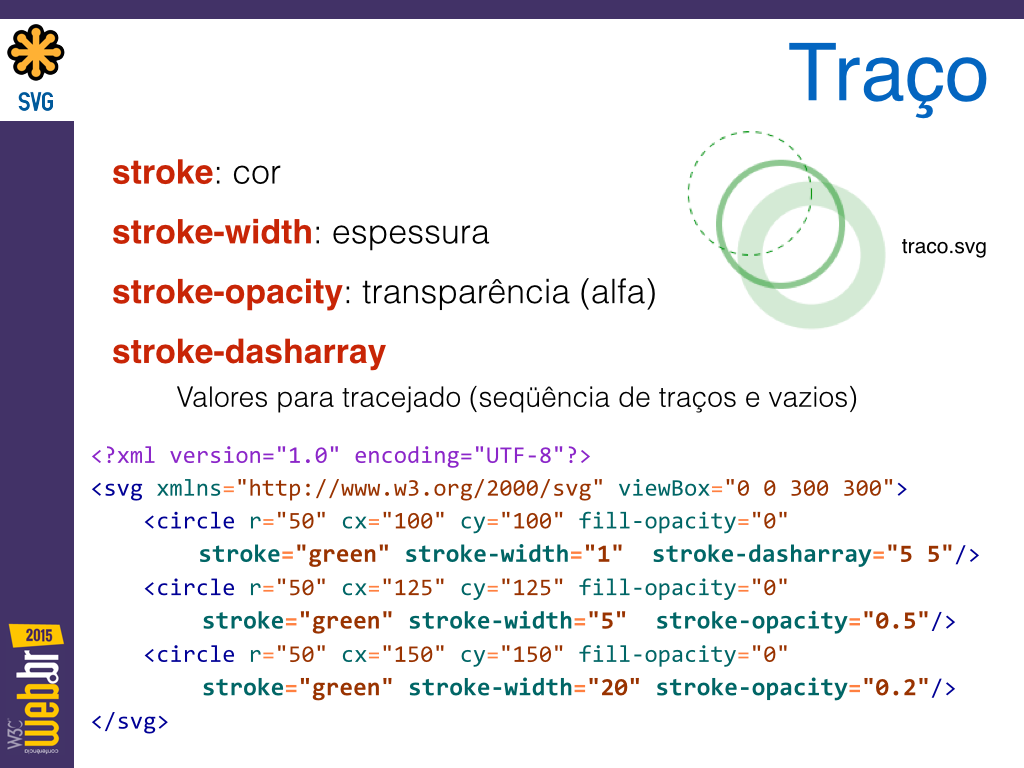 SVG
Traço
stroke: cor
stroke-width: espessura
stroke-opacity: transparência (alfa)
traco.svg
stroke-dasharray
Valores para tracejado (seqüência de traços e vazios)
<?xml version="1.0" encoding="UTF-8"?>
<svg xmlns="http://www.w3.org/2000/svg" viewBox="0 0 300 300">
    <circle r="50" cx="100" cy="100" fill-opacity="0"
        stroke="green" stroke-width="1"  stroke-dasharray="5 5"/>
    <circle r="50" cx="125" cy="125" fill-opacity="0"
        stroke="green" stroke-width="5"  stroke-opacity="0.5"/>
    <circle r="50" cx="150" cy="150" fill-opacity="0"
        stroke="green" stroke-width="20" stroke-opacity="0.2"/>
</svg>
2015
W3C
web.br
conferência